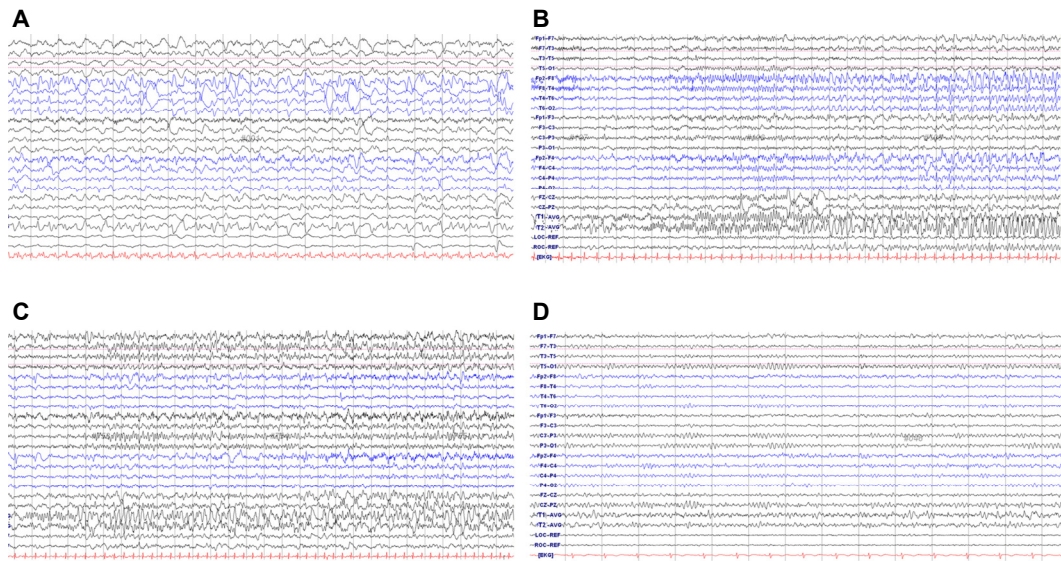 A
B
Fp1-F7
F7-T3
T3-T5
T5-O1
Fp2-F8
F8-T4
T4-T6
T6-O2
Fp1-F3
F3-C3
C3-P3
P3-O1
Fp2-F4
F4-C4
C4-P4
P4-O2
FZ-CZ
CZ-PZ
T1-AVG
T2-AVG
LOC-REF
ROC-REF
[EKG]
C
D
Fp1-F7
F7-T3
T3-T5
T5-O1
Fp2-F8
F8-T4
T4-T6
T6-O2
Fp1-F3
F3-C3
C3-P3
P3-O1
Fp2-F4
F4-C4
C4-P4
P4-O2
FZ-CZ
CZ-PZ
T1-AVG
T2-AVG
LOC-REF
ROC-REF
[EKG]